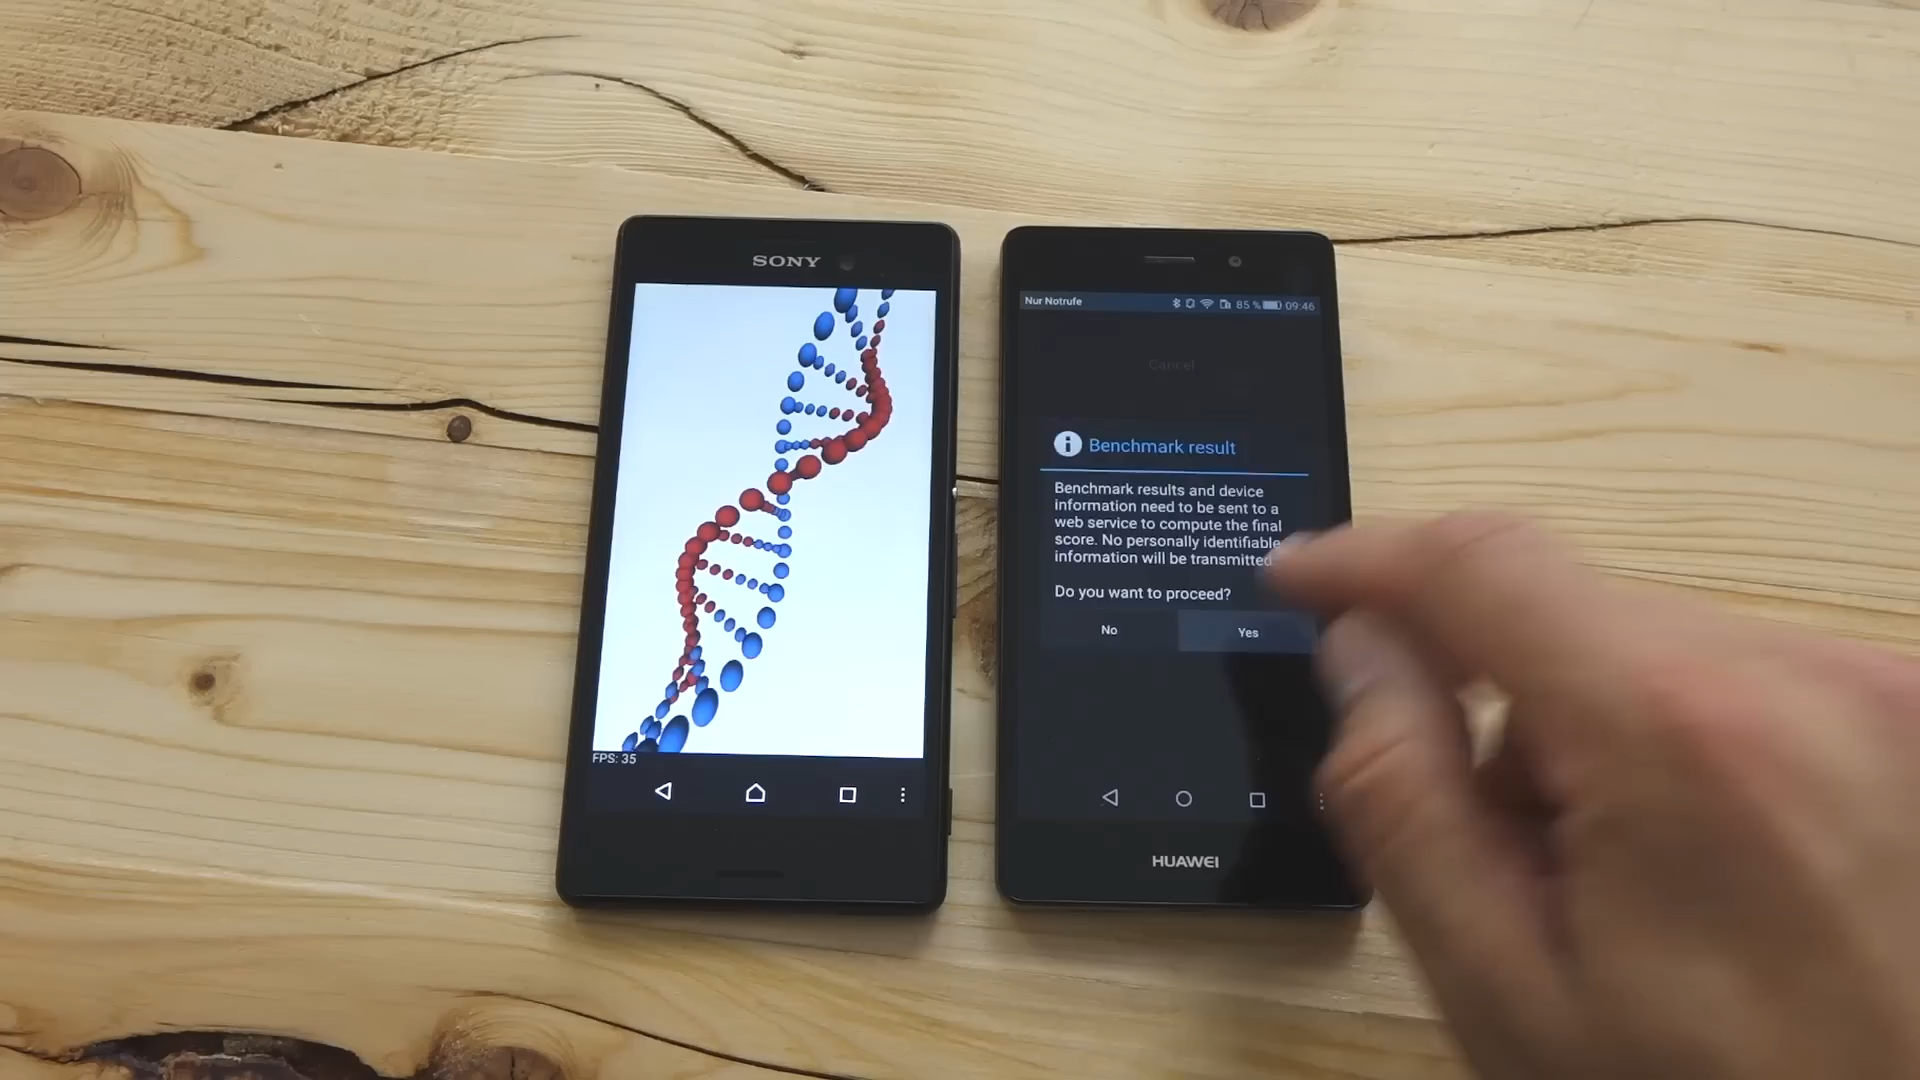 SONY
FPS: 35
Nur Notrufe
85 %
09:46
Cancel
Benchmark result
Benchmark results and device
information need to be sent to a
web service to compute the final
score. No personally identifiable
information will be transmitted
Do you want to proceed?
No
Yes
HUAWEI